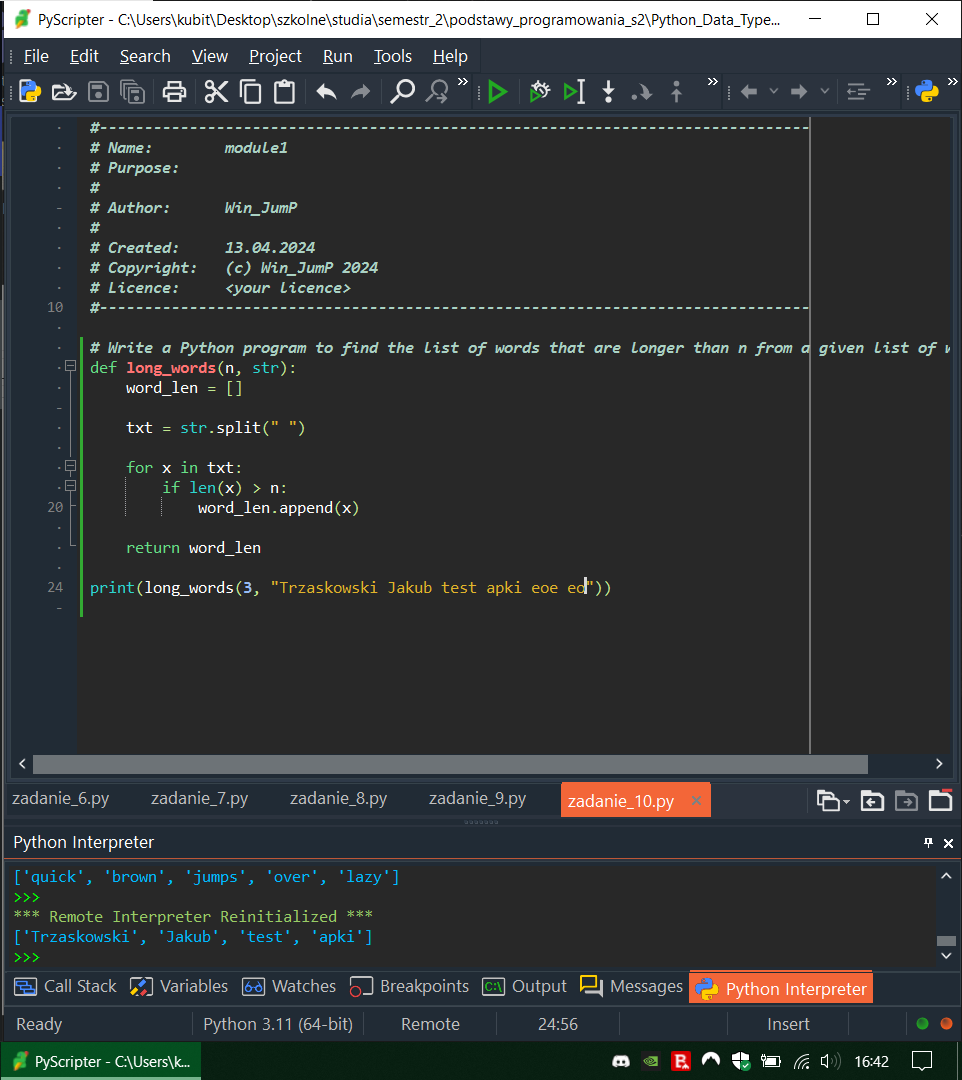 PyScripter - C:\Users\kubit\Desktop\szkolne\studia\semestr_2\podstawy_programowania_s2\Python_Data_Type...
File Edit Search View Project Run Tools Help
#-------------------------------------------------------------------------------
# Name:        module1
# Purpose:
#
# Author:      Win_JumP
#
# Created:     13.04.2024
# Copyright:   (c) Win_JumP 2024
# Licence:     <your licence>
10 #-------------------------------------------------------------------------------
# Write a Python program to find the list of words that are longer than n from a given list of
def long_words(n, str):
    word_len = []
    txt = str.split(" ")
    for x in txt:
        if len(x) > n:
20             word_len.append(x)
    return word_len
24 print(long_words(3, "Trzaskowski Jakub test apki eoe eo"))
zadanie_6.py zadanie_7.py zadanie_8.py zadanie_9.py zadanie_10.py
Python Interpreter
['quick', 'brown', 'jumps', 'over', 'lazy']
>>>
*** Remote Interpreter Reinitialized ***
['Trzaskowski', 'Jakub', 'test', 'apki']
>>>
Call Stack Variables Watches Breakpoints C:\ Output Messages Python Interpreter
Ready Python 3.11 (64-bit) Remote 24:56 Insert
PyScripter - C:\Users\k... 16:42